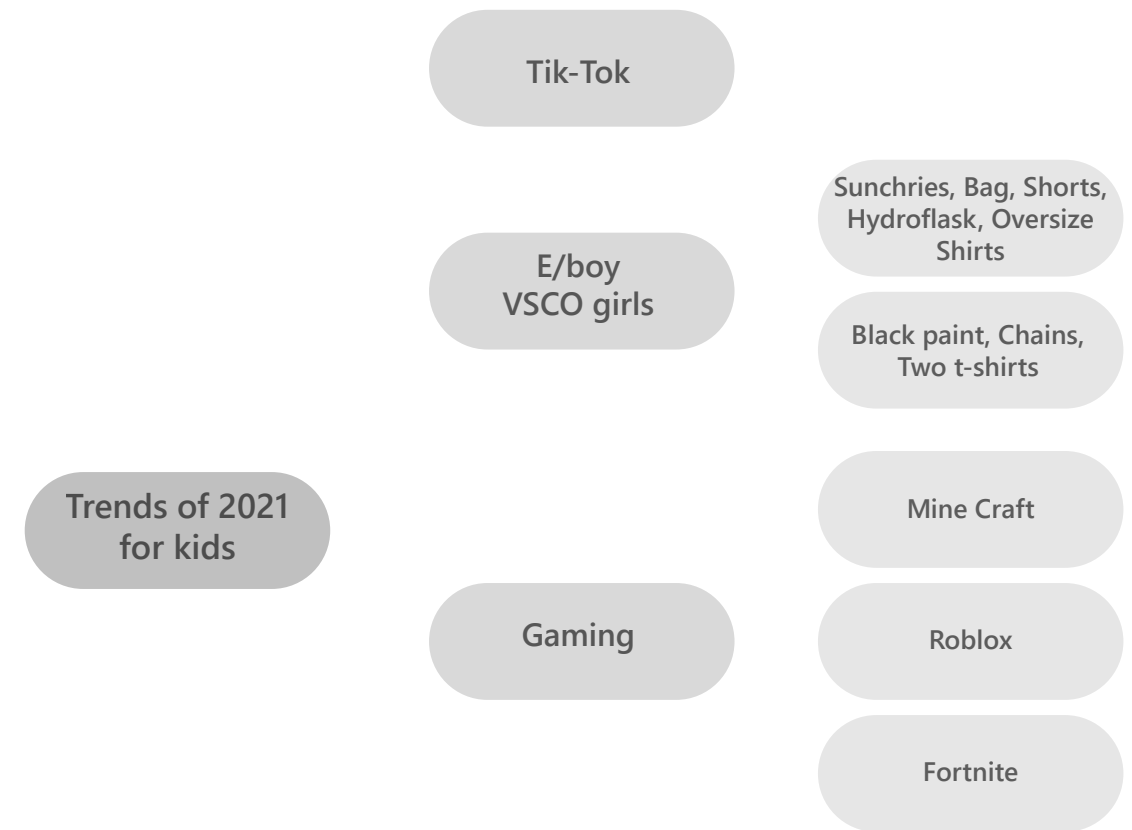 Tik-Tok
Sunchries, Bag, Shorts,
Hydroflask, Oversize
Shirts
E/boy
VSCO girls
Black paint, Chains,
Two t-shirts
Trends of 2021
for kids
Mine Craft
Gaming
Roblox
Fortnite